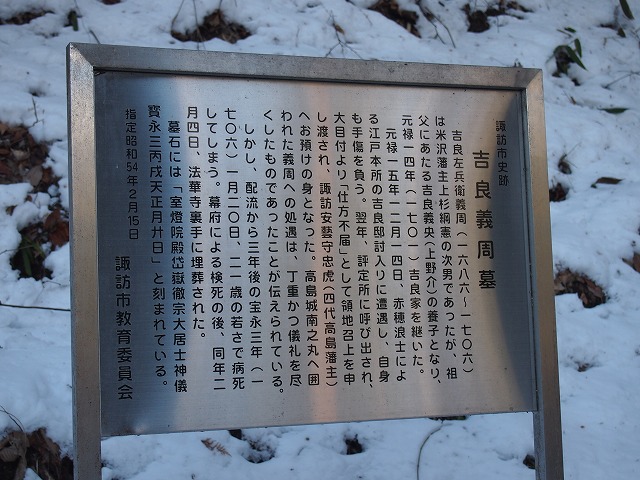 諏訪市史跡
吉良義周墓
吉良左兵衛義周（一六八六～一七〇六）
は米沢藩主上杉綱憲の次男であったが、祖
父にあたる吉良義央（上野介）の養子となり、
元禄一四年（一七〇一）吉良家を継いた。
元禄一五年一二月一四日、赤穂浪士によ
る江戸本所の吉良邸討入りに遭遇し、自身
も手傷を負う。翌年、評定所に呼び出され、
大目付より「仕方不届」として領地召上を申
し渡され、諏訪安藝守忠虎（四代高島藩主）
へお預けの身となった。高島城南之丸へ囲
われた義周への処遇は、丁重かつ儀礼を尽
くしたものであったことが伝えられている。
しかし、配流から三年後の宝永三年（一
七〇六）一月二〇日、二一歳の若さで病死
してしまう。幕府による検死の後、同年二
月四日、法華寺裏手に埋葬された。
墓石には「室燈院殿岱嶽徹宗大居士神儀
寳永三丙戌天正月廾日」と刻まれている。
指定昭和54年2月15日
諏訪市教育委員会